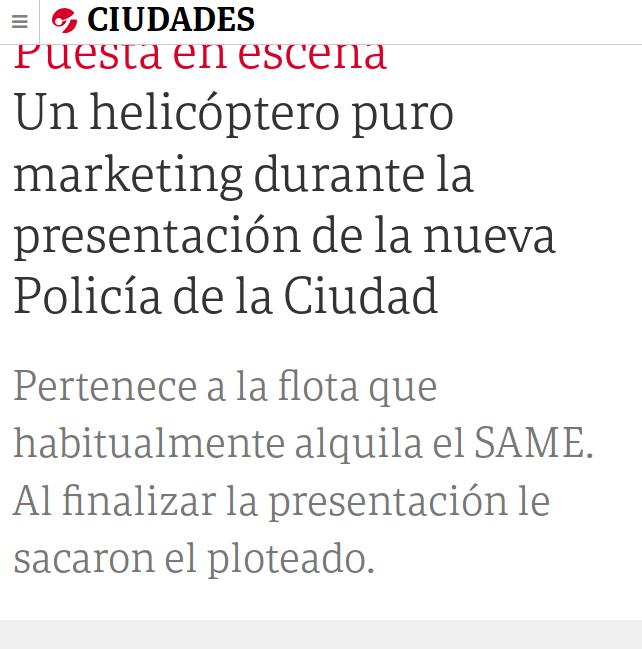 CIUDADES
Puesta en escena
Un helicóptero puro
marketing durante la
presentación de la nueva
Policía de la Ciudad
Pertenece a la flota que
habitualmente alquila el SAME.
Al finalizar la presentación le
sacaron el ploteado.